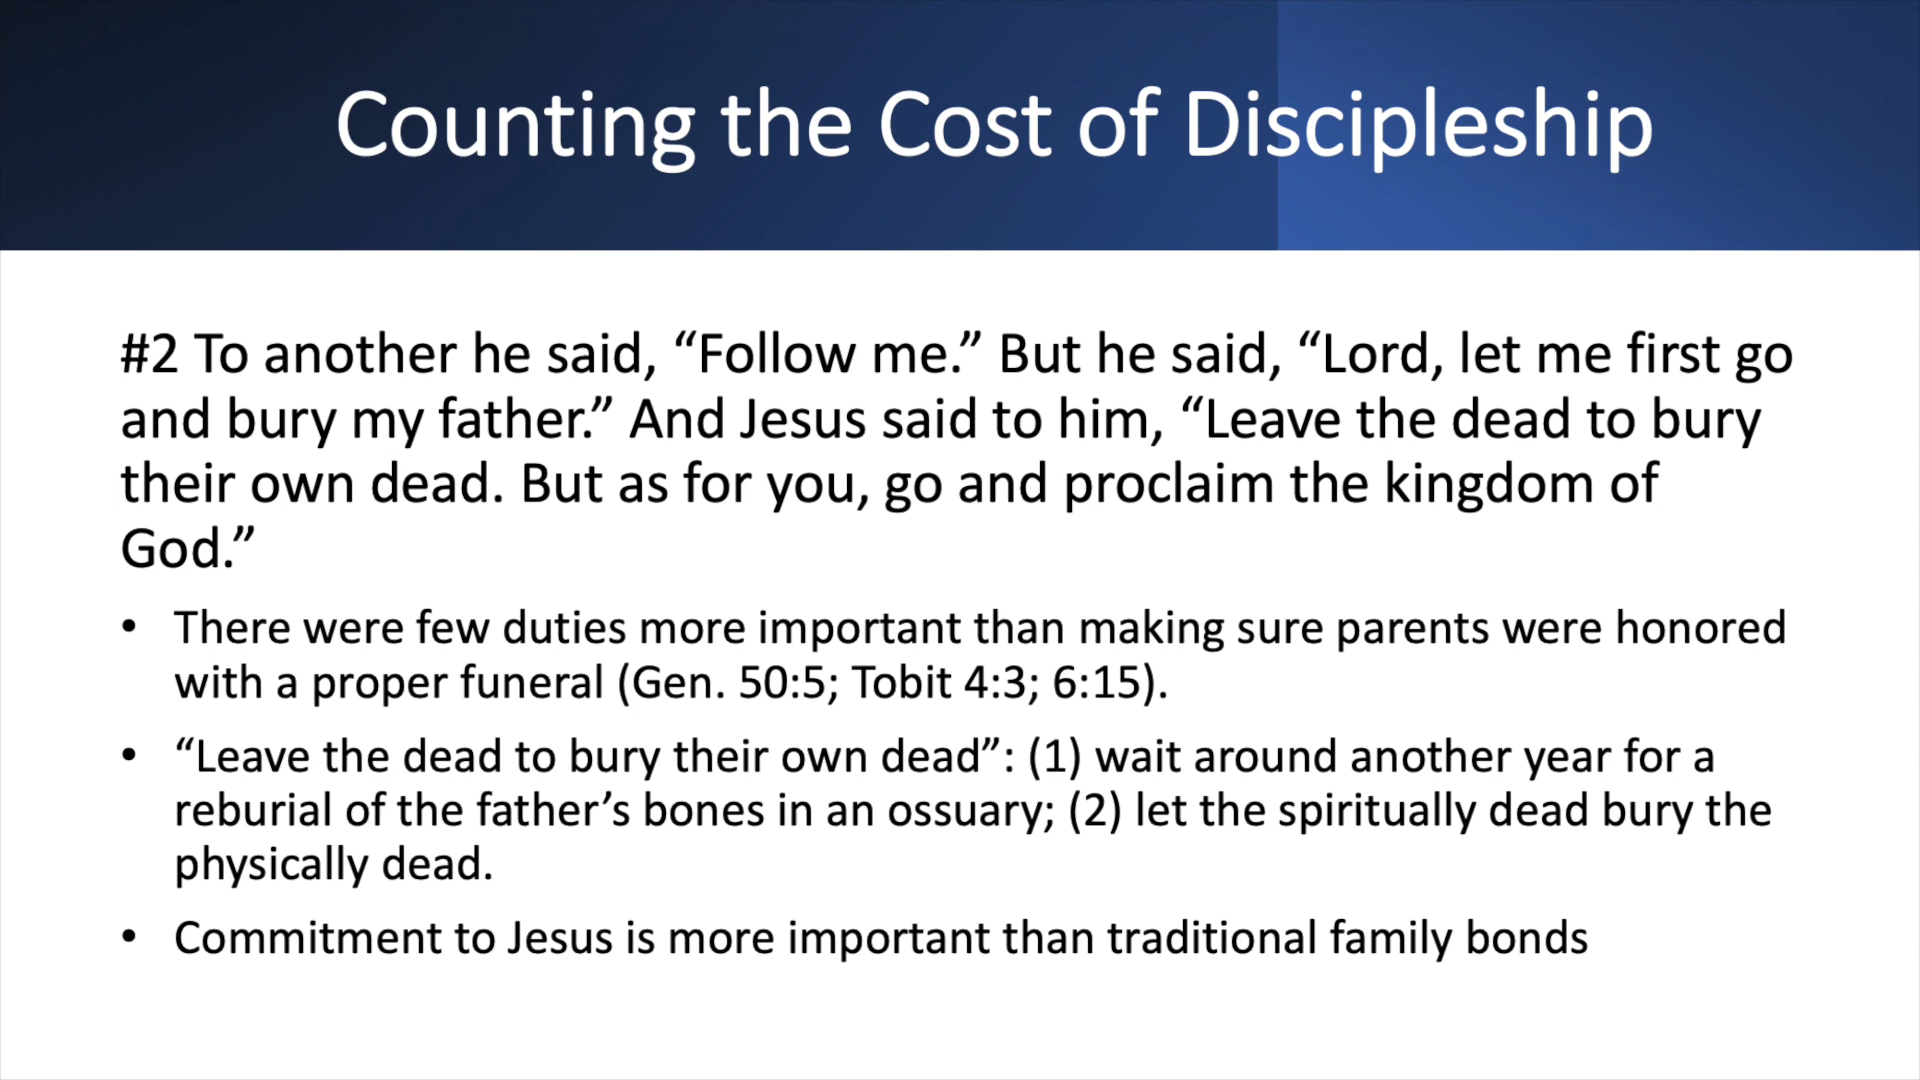 Counting the Cost of Discipleship
#2 To another he said, “Follow me.” But he said, “Lord, let me first go
and bury my father.” And Jesus said to him, “Leave the dead to bury
their own dead. But as for you, go and proclaim the kingdom of
God.”
• There were few duties more important than making sure parents were honored
with a proper funeral (Gen. 50:5; Tobit 4:3; 6:15).
• “Leave the dead to bury their own dead”: (1) wait around another year for a
reburial of the father’s bones in an ossuary; (2) let the spiritually dead bury the
physically dead.
• Commitment to Jesus is more important than traditional family bonds